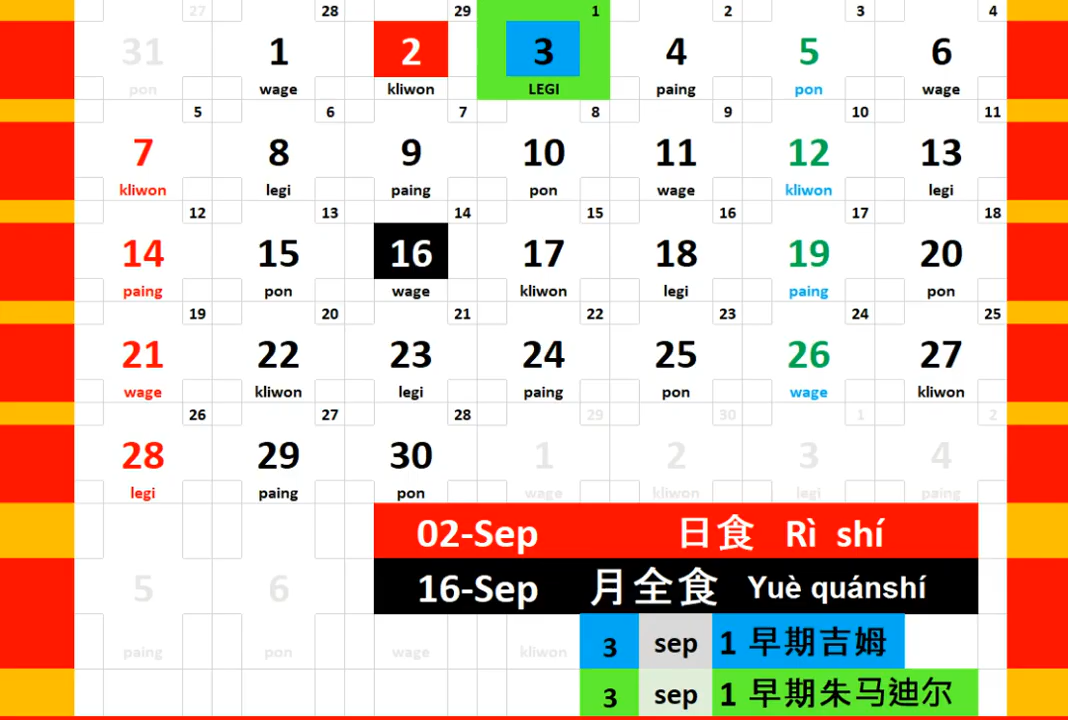 27 28 29 1 2 3 4
31 1 2 3 4 5 6
pon wage kliwon LEGI paing pon wage
5 6 7 8 9 10 11
7 8 9 10 11 12 13
kliwon legi paing pon wage kliwon legi
12 13 14 15 16 17 18
14 15 16 17 18 19 20
paing pon wage kliwon legi paing pon
19 20 21 22 23 24 25
21 22 23 24 25 26 27
wage kliwon legi paing pon wage kliwon
26 27 28 29 30 1 2
28 29 30 1 2 3 4
legi paing pon wage kliwon legi paing
02-Sep 日食 Rì shí
5 6 16-Sep 月全食 Yuè quánshí
paing pon wage kliwon 3 sep 1 早期吉姆
3 sep 1 早期朱马迪尔